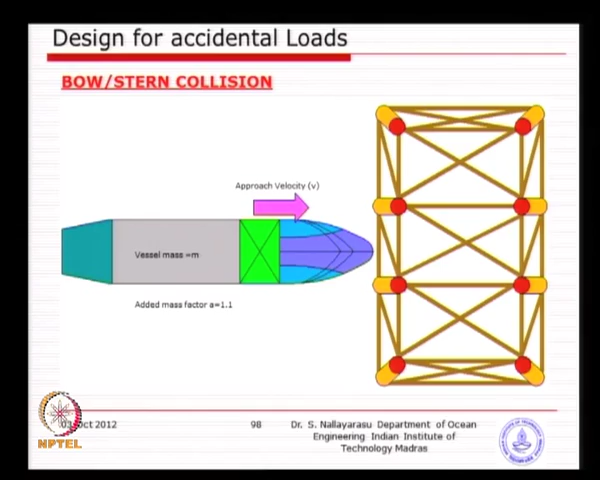 Design for accidental Loads
BOW/STERN COLLISION
Approach Velocity (v)
Vessel mass =m
Added mass factor a=1.1
Oct 2012
98
Dr. S. Nallayarasu Department of Ocean
Engineering Indian Institute of
Technology Madras
NPTEL